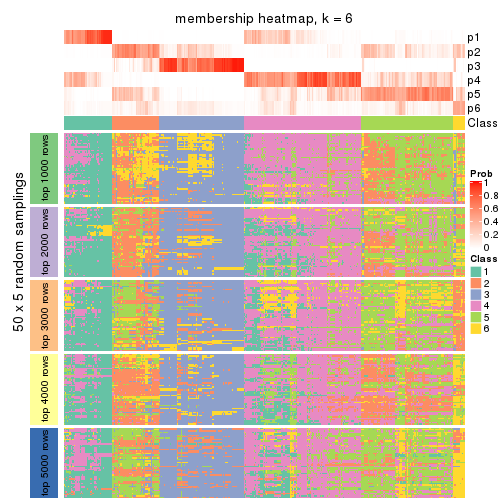 membership heatmap, k = 6
p1
p2
p3
p4
p5
p6
Class
50 x 5 random samplings
top 1000 rows
top 2000 rows
top 3000 rows
top 4000 rows
top 5000 rows
Prob
1
0.8
0.6
0.4
0.2
0
Class
1
2
3
4
5
6